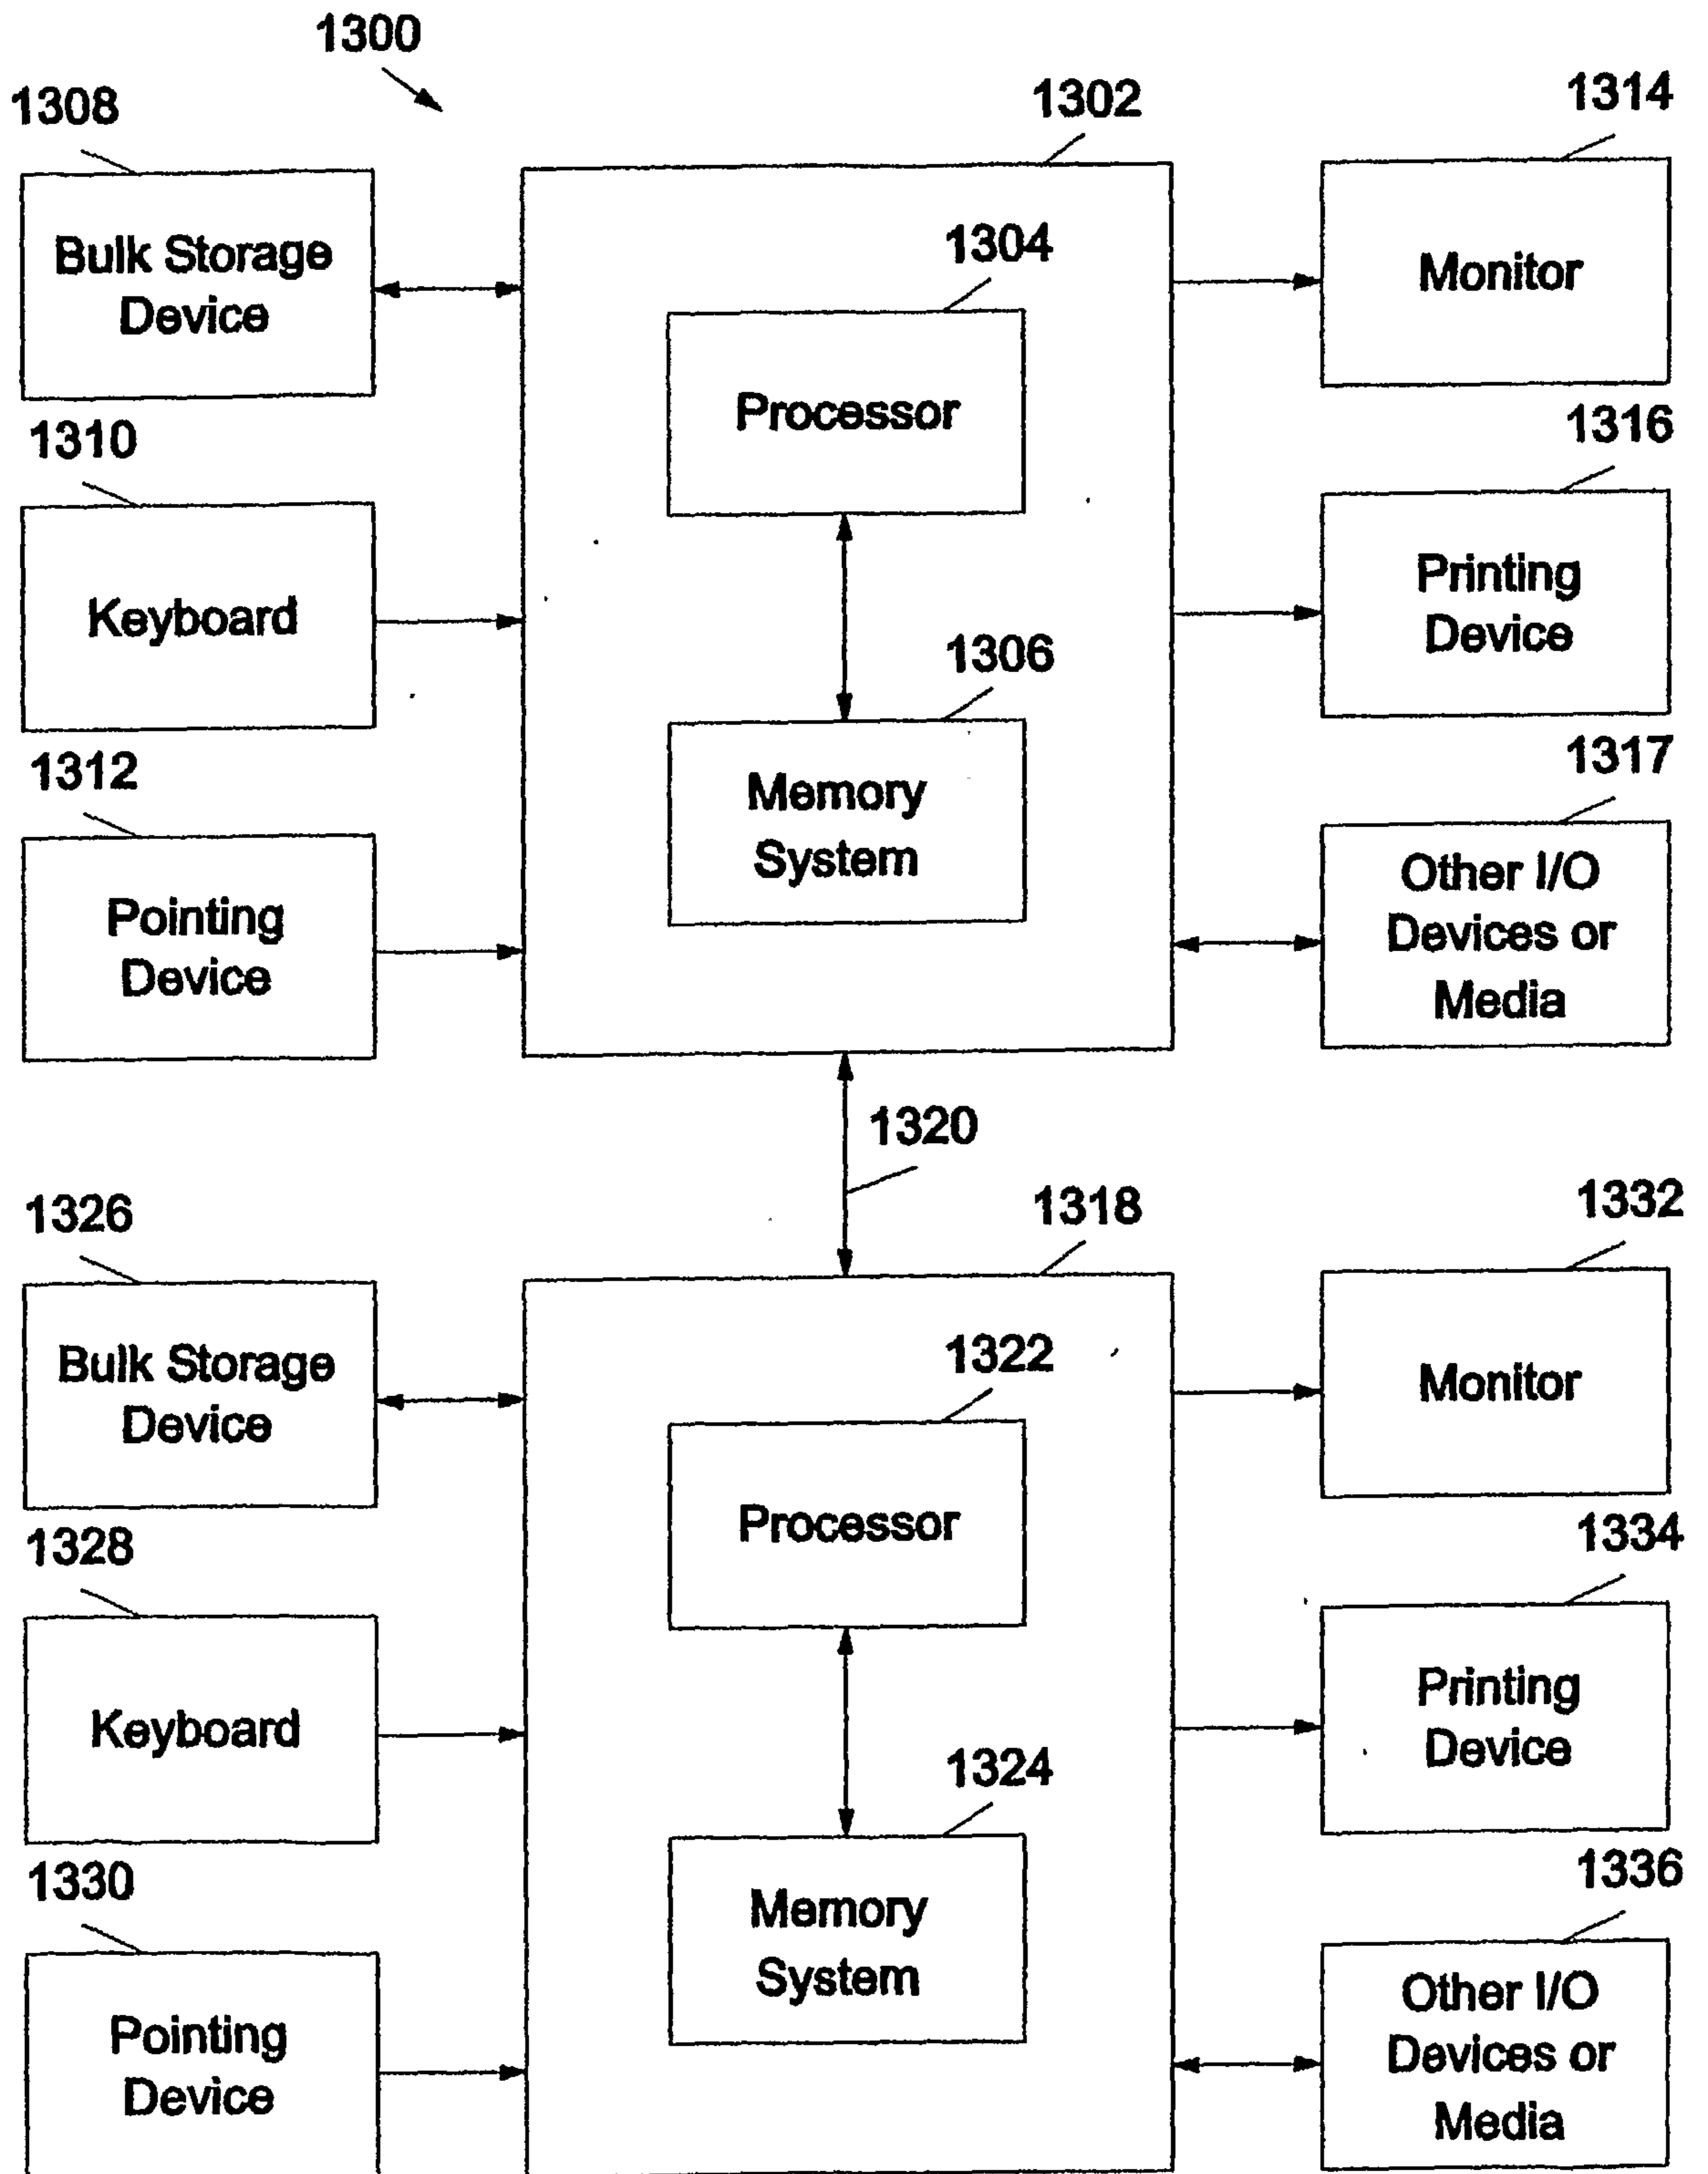 1300
1308
1302
1314
Bulk Storage
Device
1304
Monitor
Processor
1310
1316
Keyboard
Printing
Device
1306
1312
1317
Memory
System
Pointing
Device
Other I/O
Devices or
Media
1320
1326
1318
1332
Bulk Storage
Device
1322
Monitor
Processor
1328
1334
Keyboard
Printing
Device
1324
1330
1336
Memory
System
Pointing
Device
Other I/O
Devices or
Media